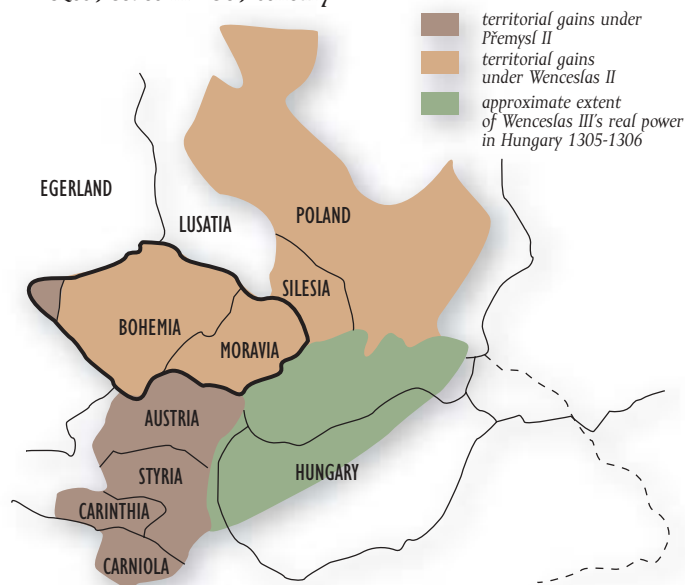 territorial gains under
Přemysl II
territorial gains
under Wenceslas II
approximate extent
of Wenceslas III's real power
in Hungary 1305-1306
EGERLAND
LUSATIA
POLAND
SILESIA
BOHEMIA
MORAVIA
AUSTRIA
STYRIA
HUNGARY
CARINTHIA
CARNIOLA